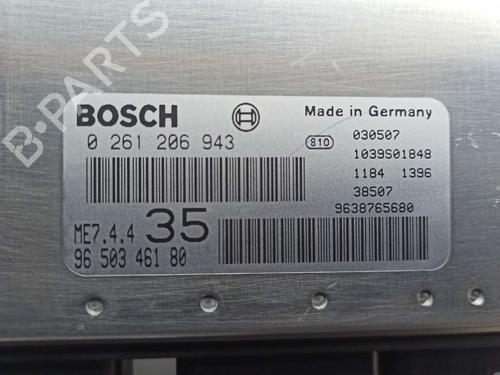 B-PARTS
BOSCH
Made in Germany
0 261 206 943
810
030507
1039S01848
1184 1396
38507
9638765680
ME7.4.4 35
96 503 461 80